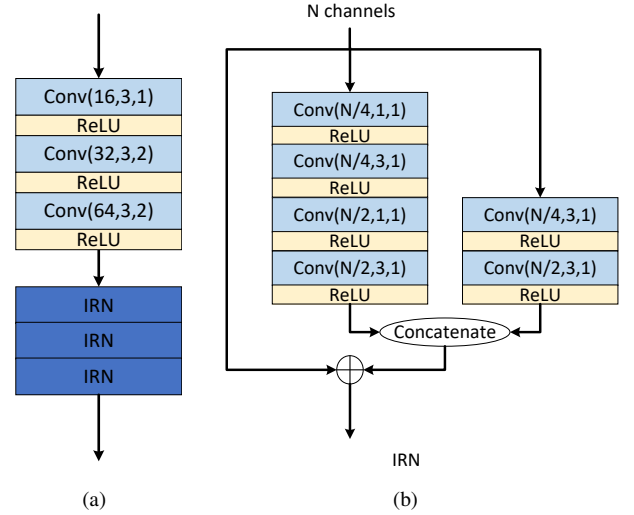 Conv(16,3,1)
ReLU
Conv(32,3,2)
ReLU
Conv(64,3,2)
ReLU
IRN
IRN
IRN
(a)
N channels
Conv(N/4,1,1)
ReLU
Conv(N/4,3,1)
ReLU
Conv(N/2,1,1)
ReLU
Conv(N/2,3,1)
ReLU
Conv(N/4,3,1)
ReLU
Conv(N/2,3,1)
ReLU
Concatenate
IRN
(b)